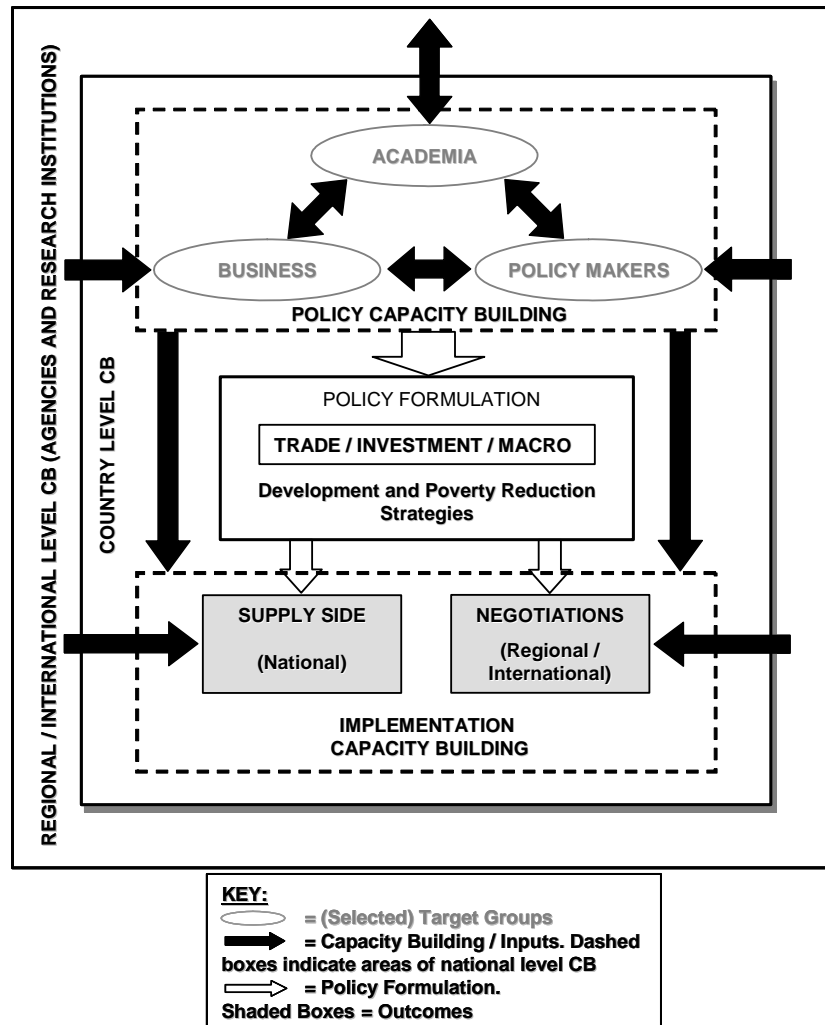 REGIONAL / INTERNATIONAL LEVEL CB (AGENCIES AND RESEARCH INSTITUTIONS)
COUNTRY LEVEL CB
ACADEMIA
BUSINESS
POLICY MAKERS
POLICY CAPACITY BUILDING
POLICY FORMULATION
TRADE / INVESTMENT / MACRO
Development and Poverty Reduction
Strategies
SUPPLY SIDE
(National)
NEGOTIATIONS
(Regional /
International)
IMPLEMENTATION
CAPACITY BUILDING
KEY:
= (Selected) Target Groups
= Capacity Building / Inputs. Dashed
boxes indicate areas of national level CB
= Policy Formulation.
Shaded Boxes = Outcomes